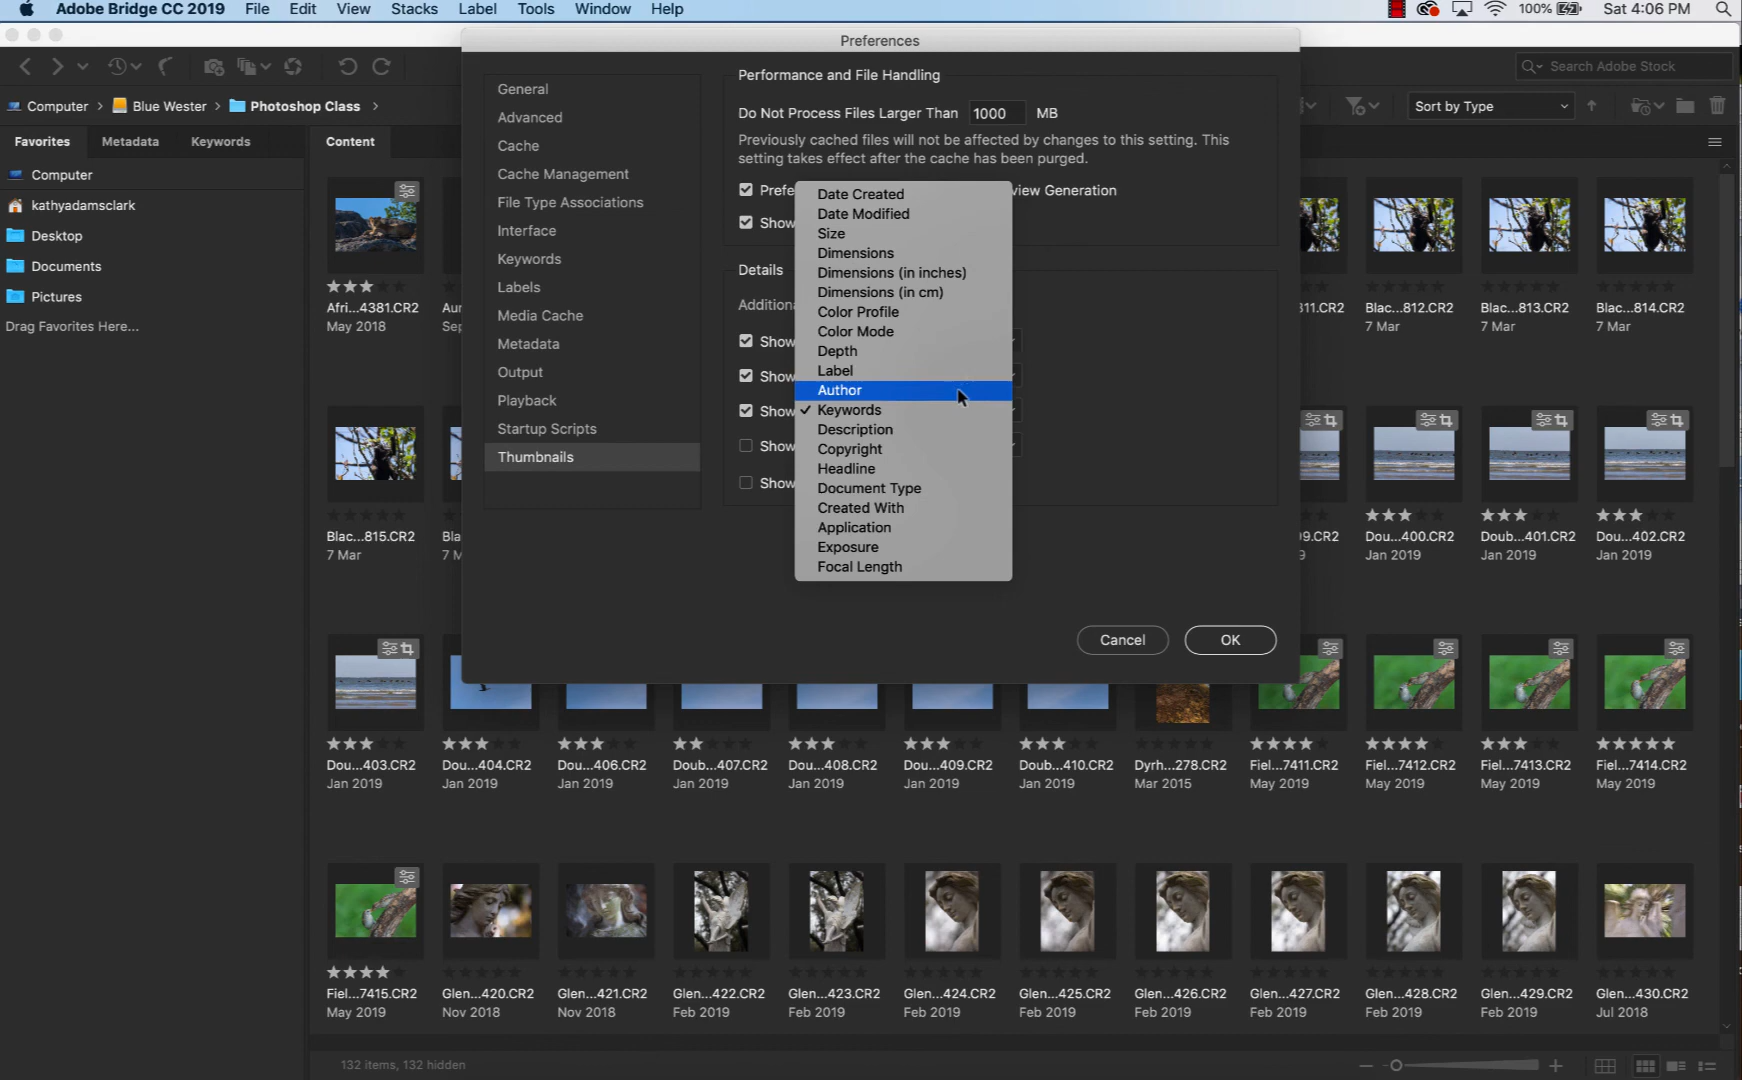 Adobe Bridge CC 2019 File Edit View Stacks Label Tools Window Help 100% Sat 4:06 PM
Preferences
Search Adobe Stock
Computer Blue Wester Photoshop Class
Sort by Type
Favorites Metadata Keywords
Content
Computer
kathyadamsclark
Desktop
Documents
Pictures
Drag Favorites Here...
General
Advanced
Cache
Cache Management
File Type Associations
Interface
Keywords
Labels
Media Cache
Metadata
Output
Playback
Startup Scripts
Thumbnails
Performance and File Handling
Do Not Process Files Larger Than 1000 MB
Previously cached files will not be affected by changes to this setting. This
setting takes effect after the cache has been purged.
Prefe view Generation
Show
Details
Additiona
Show
Show
Show
Show
Show
Date Created
Date Modified
Size
Dimensions
Dimensions (in inches)
Dimensions (in cm)
Color Profile
Color Mode
Depth
Label
Author
Keywords
Description
Copyright
Headline
Document Type
Created With
Application
Exposure
Focal Length
Cancel OK
Afri...4381.CR2 Aur 311.CR2 Blac...812.CR2 Blac...813.CR2 Blac...814.CR2
May 2018 Sep 7 Mar 7 Mar 7 Mar
Blac...815.CR2 Bla 09.CR2 Dou...400.CR2 Doub...401.CR2 Dou...402.CR2
7 Mar 7 M 9 Jan 2019 Jan 2019 Jan 2019
Dou...403.CR2 Dou...404.CR2 Dou...406.CR2 Doub...407.CR2 Dou...408.CR2 Dou...409.CR2 Doub...410.CR2 Dyrh...278.CR2 Fiel...7411.CR2 Fiel...7412.CR2 Fiel...7413.CR2 Fiel...7414.CR2
Jan 2019 Jan 2019 Jan 2019 Jan 2019 Jan 2019 Jan 2019 Jan 2019 Mar 2015 May 2019 May 2019 May 2019 May 2019
Fiel...7415.CR2 Glen...420.CR2 Glen...421.CR2 Glen...422.CR2 Glen...423.CR2 Glen...424.CR2 Glen...425.CR2 Glen...426.CR2 Glen...427.CR2 Glen...428.CR2 Glen...429.CR2 Glen...430.CR2
May 2019 Nov 2018 Nov 2018 Feb 2019 Feb 2019 Feb 2019 Feb 2019 Feb 2019 Feb 2019 Feb 2019 Feb 2019 Jul 2018
132 items, 132 hidden